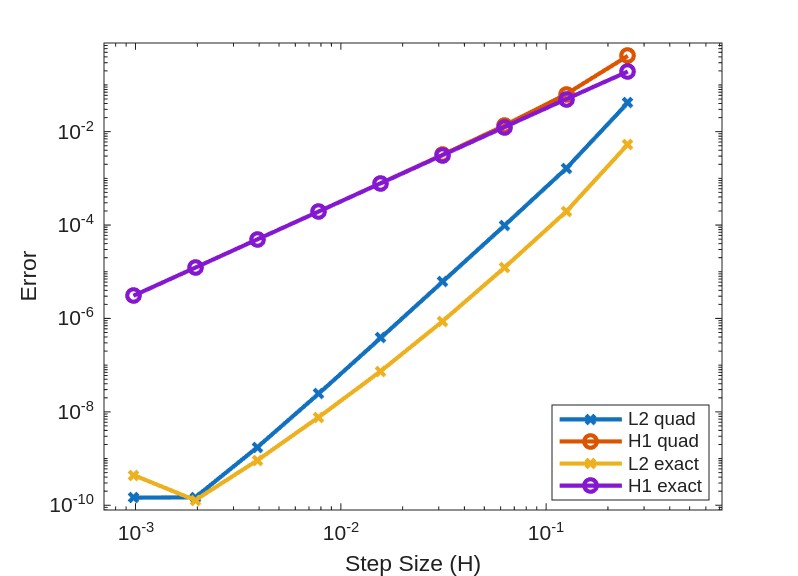 10^-2
10^-4
10^-6
10^-8
10^-10
Error
10^-3
10^-2
10^-1
Step Size (H)
L2 quad
H1 quad
L2 exact
H1 exact